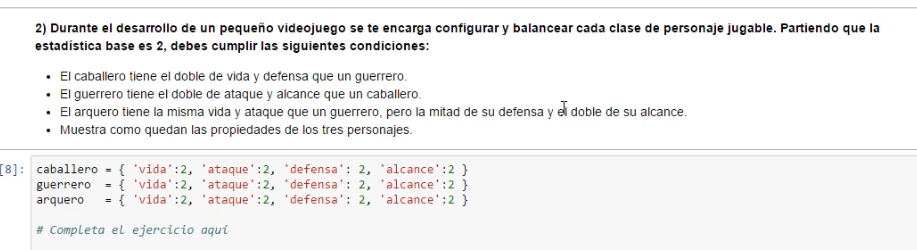 2) Durante el desarrollo de un pequeño videojuego se te encarga configurar y balancear cada clase de personaje jugable. Partiendo que la
estadística base es 2, debes cumplir las siguientes condiciones:
• El caballero tiene el doble de vida y defensa que un guerrero.
• El guerrero tiene el doble de ataque y alcance que un caballero.
• El arquero tiene la misma vida y ataque que un guerrero, pero la mitad de su defensa y el doble de su alcance.
• Muestra como quedan las propiedades de los tres personajes.
[8]: caballero = { 'vida':2, 'ataque':2, 'defensa': 2, 'alcance':2 }
guerrero = { 'vida':2, 'ataque':2, 'defensa': 2, 'alcance':2 }
arquero = { 'vida':2, 'ataque':2, 'defensa': 2, 'alcance':2 }
# Completa el ejercicio aquí